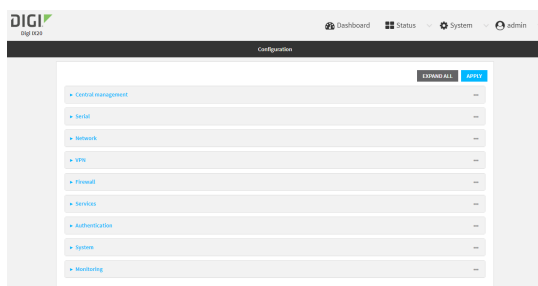 DIGI
Digi IX20
Dashboard
Status
System
admin
Configuration
EXPAND ALL
APPLY
Central management
Serial
Network
VPN
Firewall
Services
Authentication
System
Monitoring